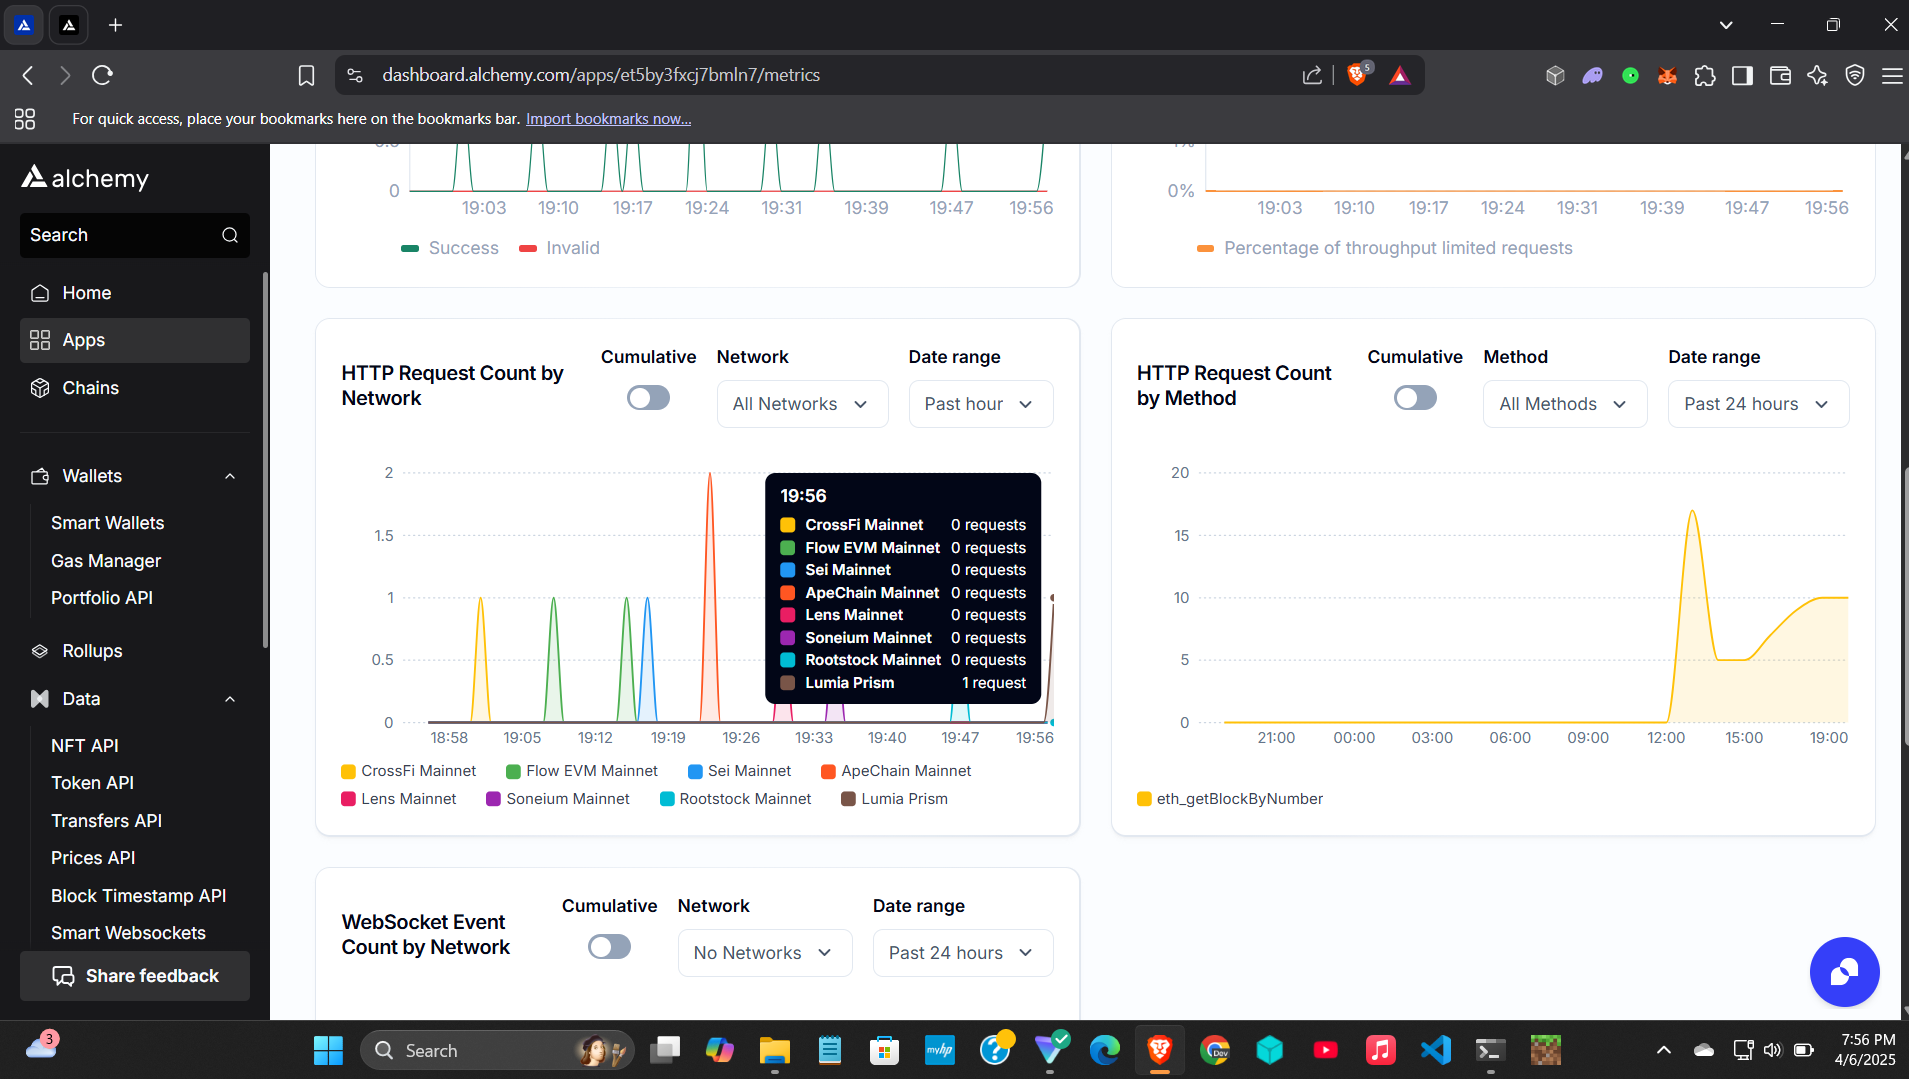 dashboard.alchemy.com/apps/et5by3fxcj7bmln7/metrics
5
For quick access, place your bookmarks here on the bookmarks bar. Import bookmarks now...
alchemy
Search
Home
Apps
Chains
Wallets
Smart Wallets
Gas Manager
Portfolio API
Rollups
Data
NFT API
Token API
Transfers API
Prices API
Block Timestamp API
Smart Websockets
Share feedback
0
19:03 19:10 19:17 19:24 19:31 19:39 19:47 19:56
Success Invalid
0%
19:03 19:10 19:17 19:24 19:31 19:39 19:47 19:56
Percentage of throughput limited requests
HTTP Request Count by
Network
Cumulative Network Date range
All Networks Past hour
2
1.5
1
0.5
0
18:58 19:05 19:12 19:19 19:26 19:33 19:40 19:47 19:56
19:56
CrossFi Mainnet 0 requests
Flow EVM Mainnet 0 requests
Sei Mainnet 0 requests
ApeChain Mainnet 0 requests
Lens Mainnet 0 requests
Soneium Mainnet 0 requests
Rootstock Mainnet 0 requests
Lumia Prism 1 request
CrossFi Mainnet Flow EVM Mainnet Sei Mainnet ApeChain Mainnet
Lens Mainnet Soneium Mainnet Rootstock Mainnet Lumia Prism
HTTP Request Count
by Method
Cumulative Method Date range
All Methods Past 24 hours
20
15
10
5
0
21:00 00:00 03:00 06:00 09:00 12:00 15:00 19:00
eth_getBlockByNumber
WebSocket Event
Count by Network
Cumulative Network Date range
No Networks Past 24 hours
3
Search
myhp
Dev
7:56 PM
4/6/2025